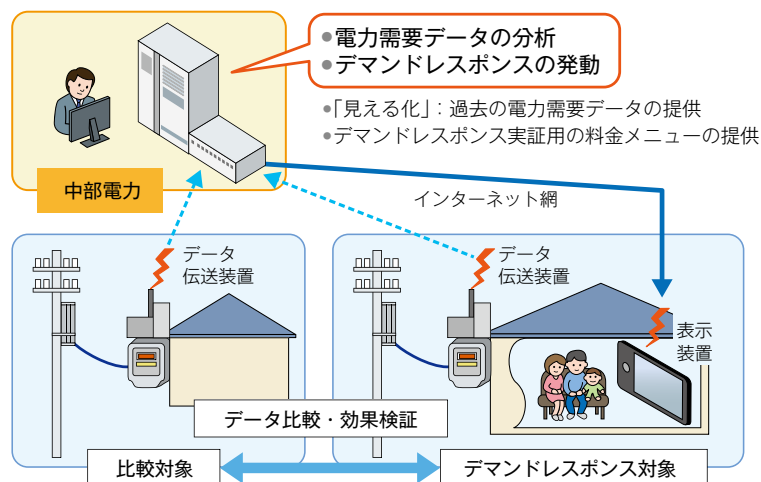 ●電力需要データの分析
●デマンドレスポンスの発動
●「見える化」：過去の電力需要データの提供
●デマンドレスポンス実証用の料金メニューの提供
中部電力
インターネット網
データ
伝送装置
データ
伝送装置
表示
装置
データ比較・効果検証
比較対象
デマンドレスポンス対象